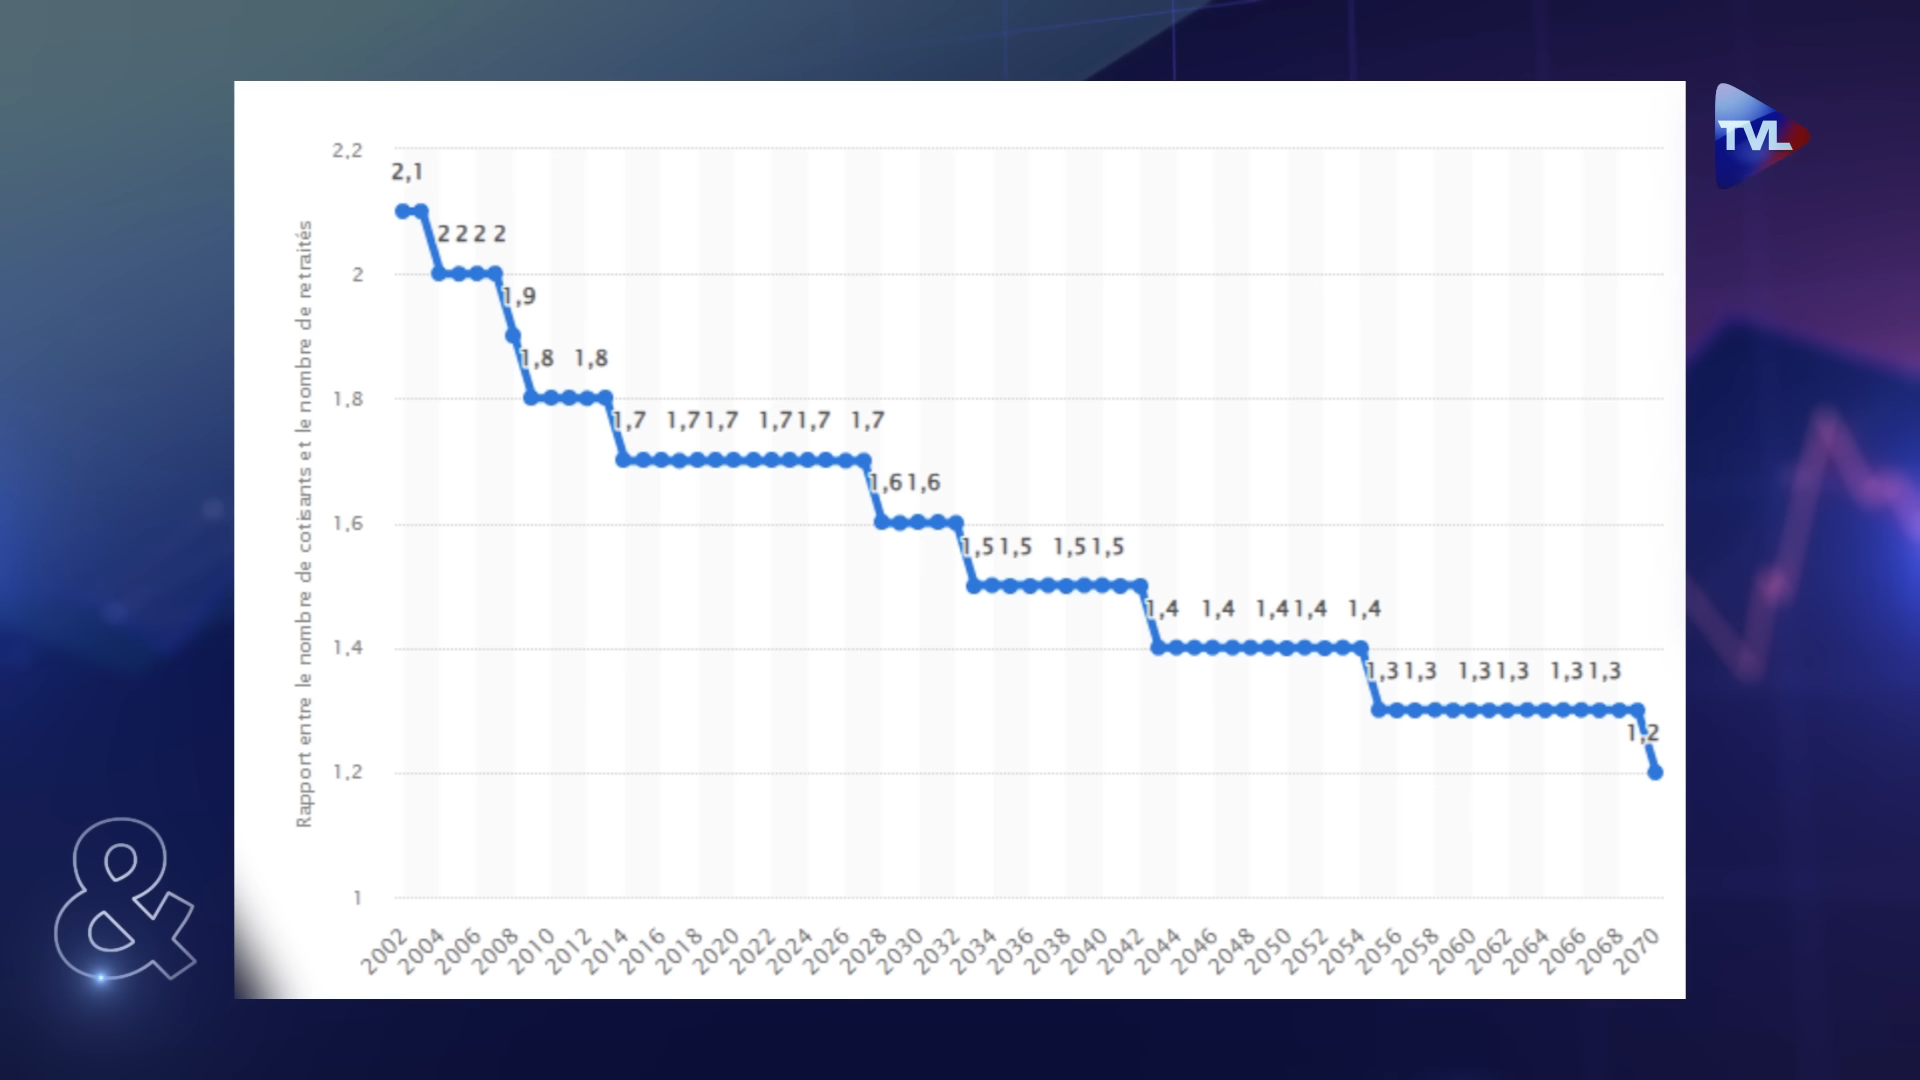 TVL
2,2
2
1,8
1,6
1,4
1,2
1
Rapport entre le nombre de cotisants et le nombre de retraités
2,1
2 2 2 2
1,9
1,8 1,8
1,7 1,7 1,7 1,7 1,7 1,7
1,6 1,6
1,5 1,5 1,5 1,5
1,4 1,4 1,4 1,4 1,4
1,3 1,3 1,3 1,3 1,3 1,3
1,2
2002 2004 2006 2008 2010 2012 2014 2016 2018 2020 2022 2024 2026 2028 2030 2032 2034 2036 2038 2040 2042 2044 2046 2048 2050 2052 2054 2056 2058 2060 2062 2064 2066 2068 2070
&